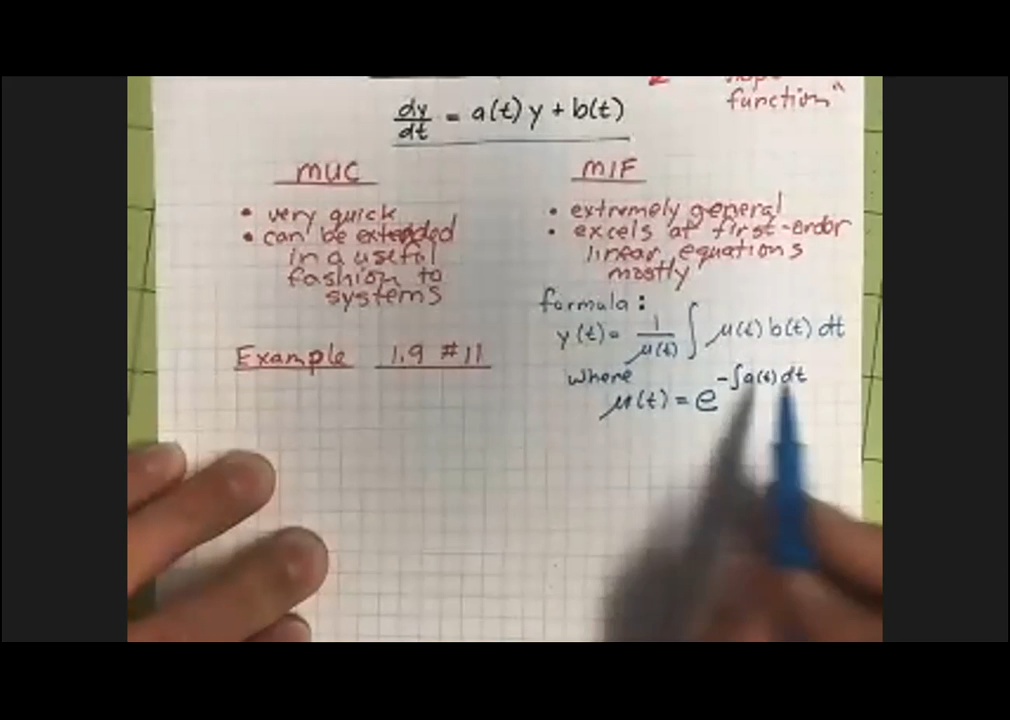 function"
dy/dt = a(t) y + b(t)
MUC
• very quick
• can be extended
in a useful
fashion to
systems
Example 1.9 #11
MIF
• extremely general
• excels at first-order
linear equations
mostly
formula:
y(t) = 1/μ(t) ∫ μ(t) b(t) dt
where
μ(t) = e^(-∫a(t) dt)